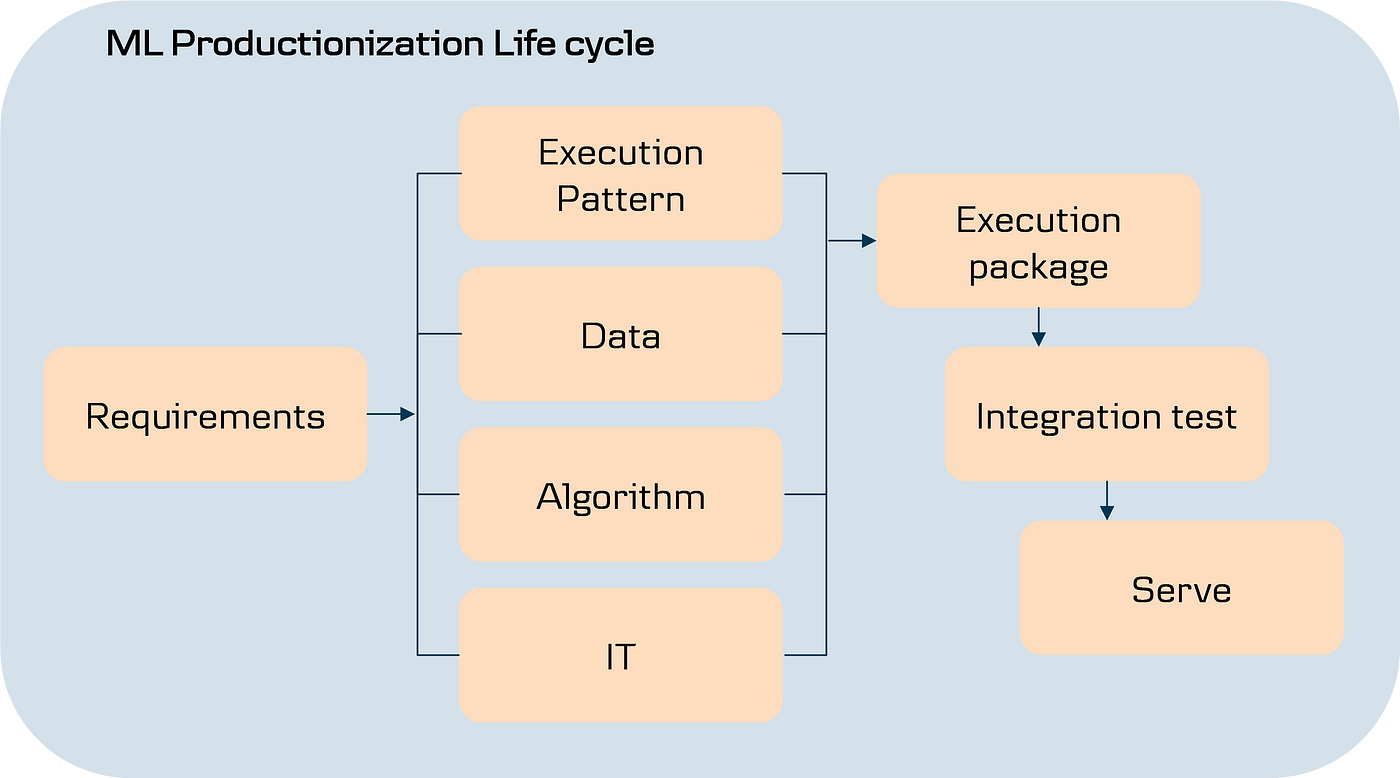 ML Productionization Life cycle
Requirements
Execution
Pattern
Data
Algorithm
IT
Execution
package
Integration test
Serve